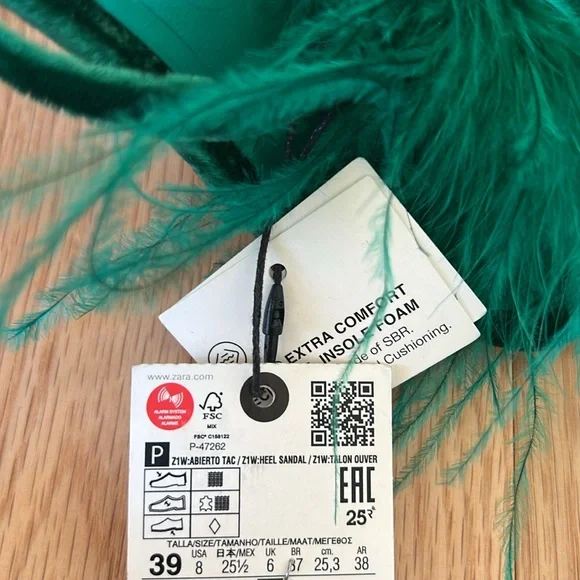 EXTRA COMFORT
INSOLE FOAM
de of SBR.
Cushioning.
www.zara.com
ALARM SYSTEM
ALARMADO
ALARME
FSC
MIX
FSC® C158122
P-47262
P Z1W:ABIERTO TAC / Z1W:HEEL SANDAL / Z1W:TALON OUVER
EAC
TALLA/SIZE/TAMANHO/TAILLE/MAAT/ΜΕΓΕΘΟΣ
USA 日本/MEX UK BR cm. AR
39 8 25½ 6 37 25,3 38